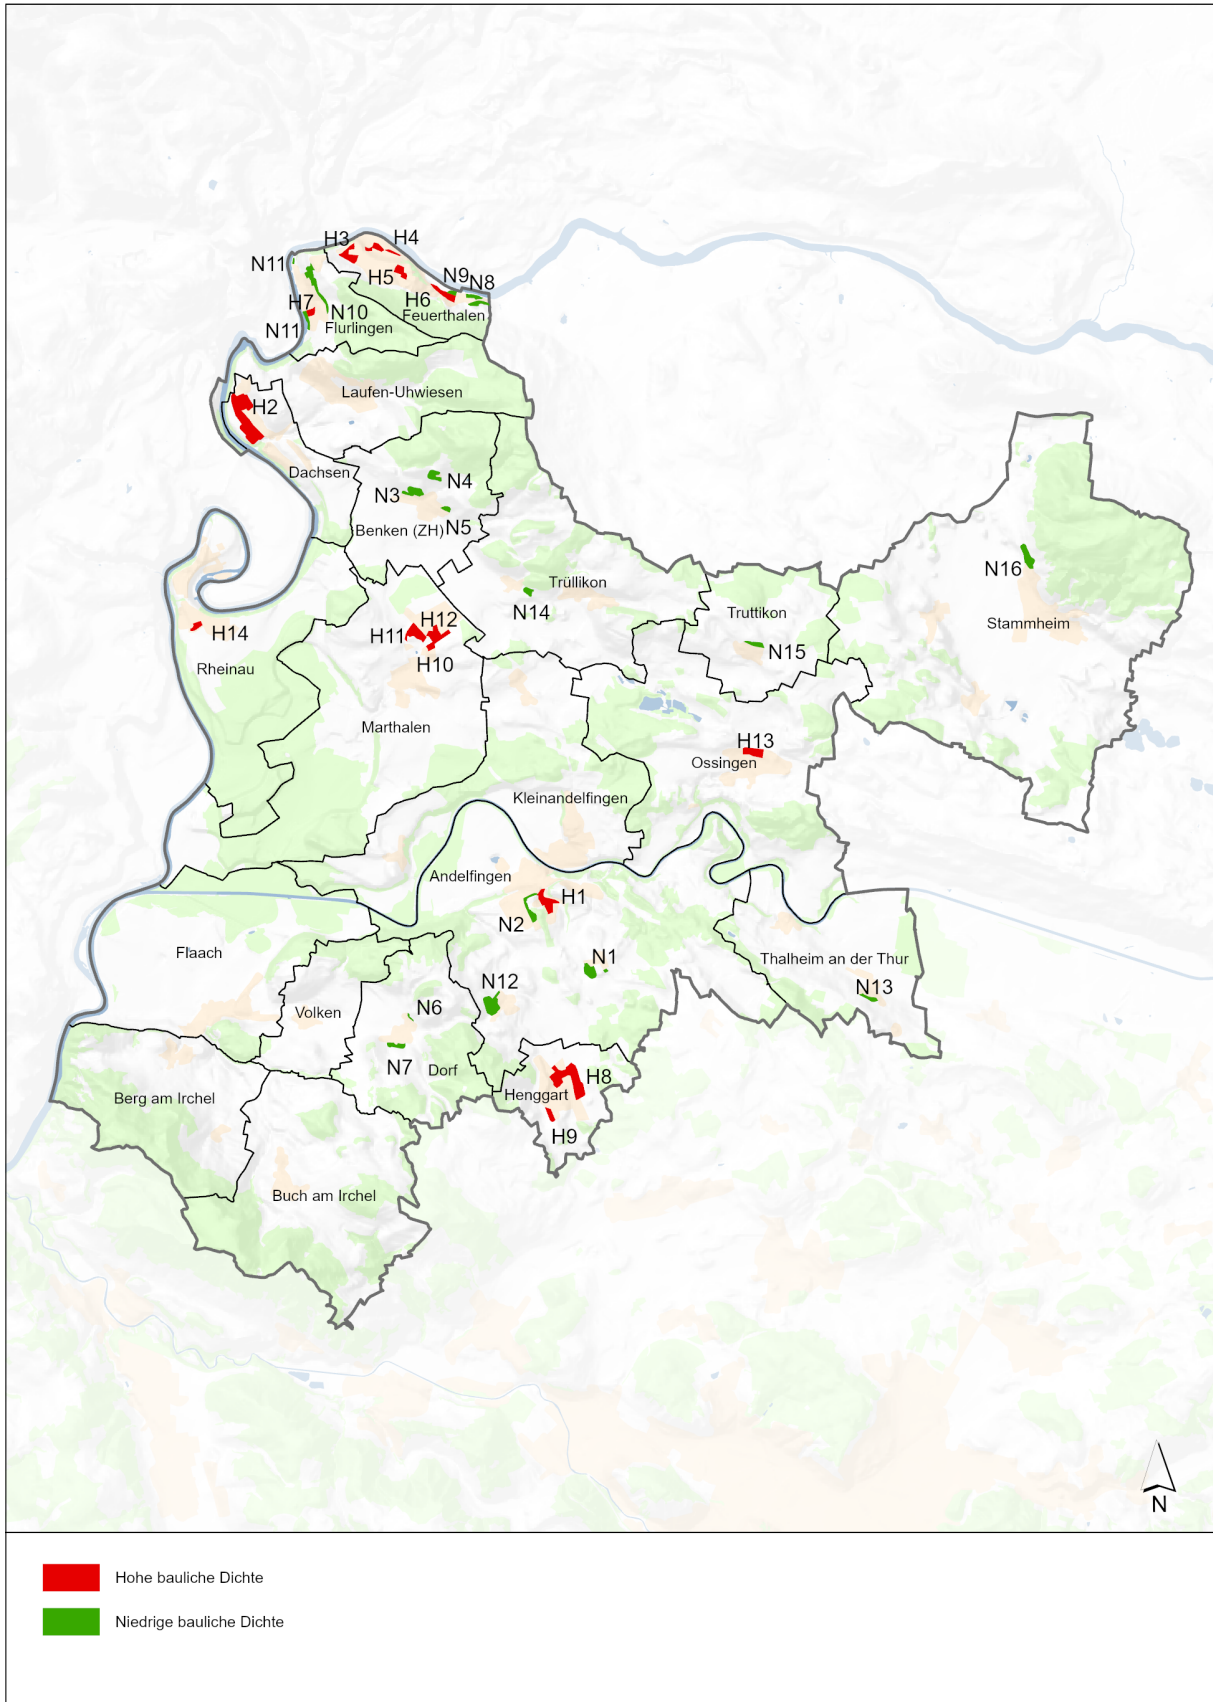 H3
H4
N11
H5
N9
N8
H7
H6
N10
Feuerthalen
N11
Flurlingen
Laufen-Uhwiesen
H2
Dachsen
N4
N3
N5
Benken (ZH)
N16
Trüllikon
N14
Truttikon
Stammheim
H14
H12
H11
N15
H10
Rheinau
Marthalen
H13
Ossingen
Kleinandelfingen
Andelfingen
H1
N2
Flaach
N1
Thalheim an der Thur
N12
N13
N6
Volken
N7
Dorf
H8
Henggart
Berg am Irchel
H9
Buch am Irchel
N
Hohe bauliche Dichte
Niedrige bauliche Dichte